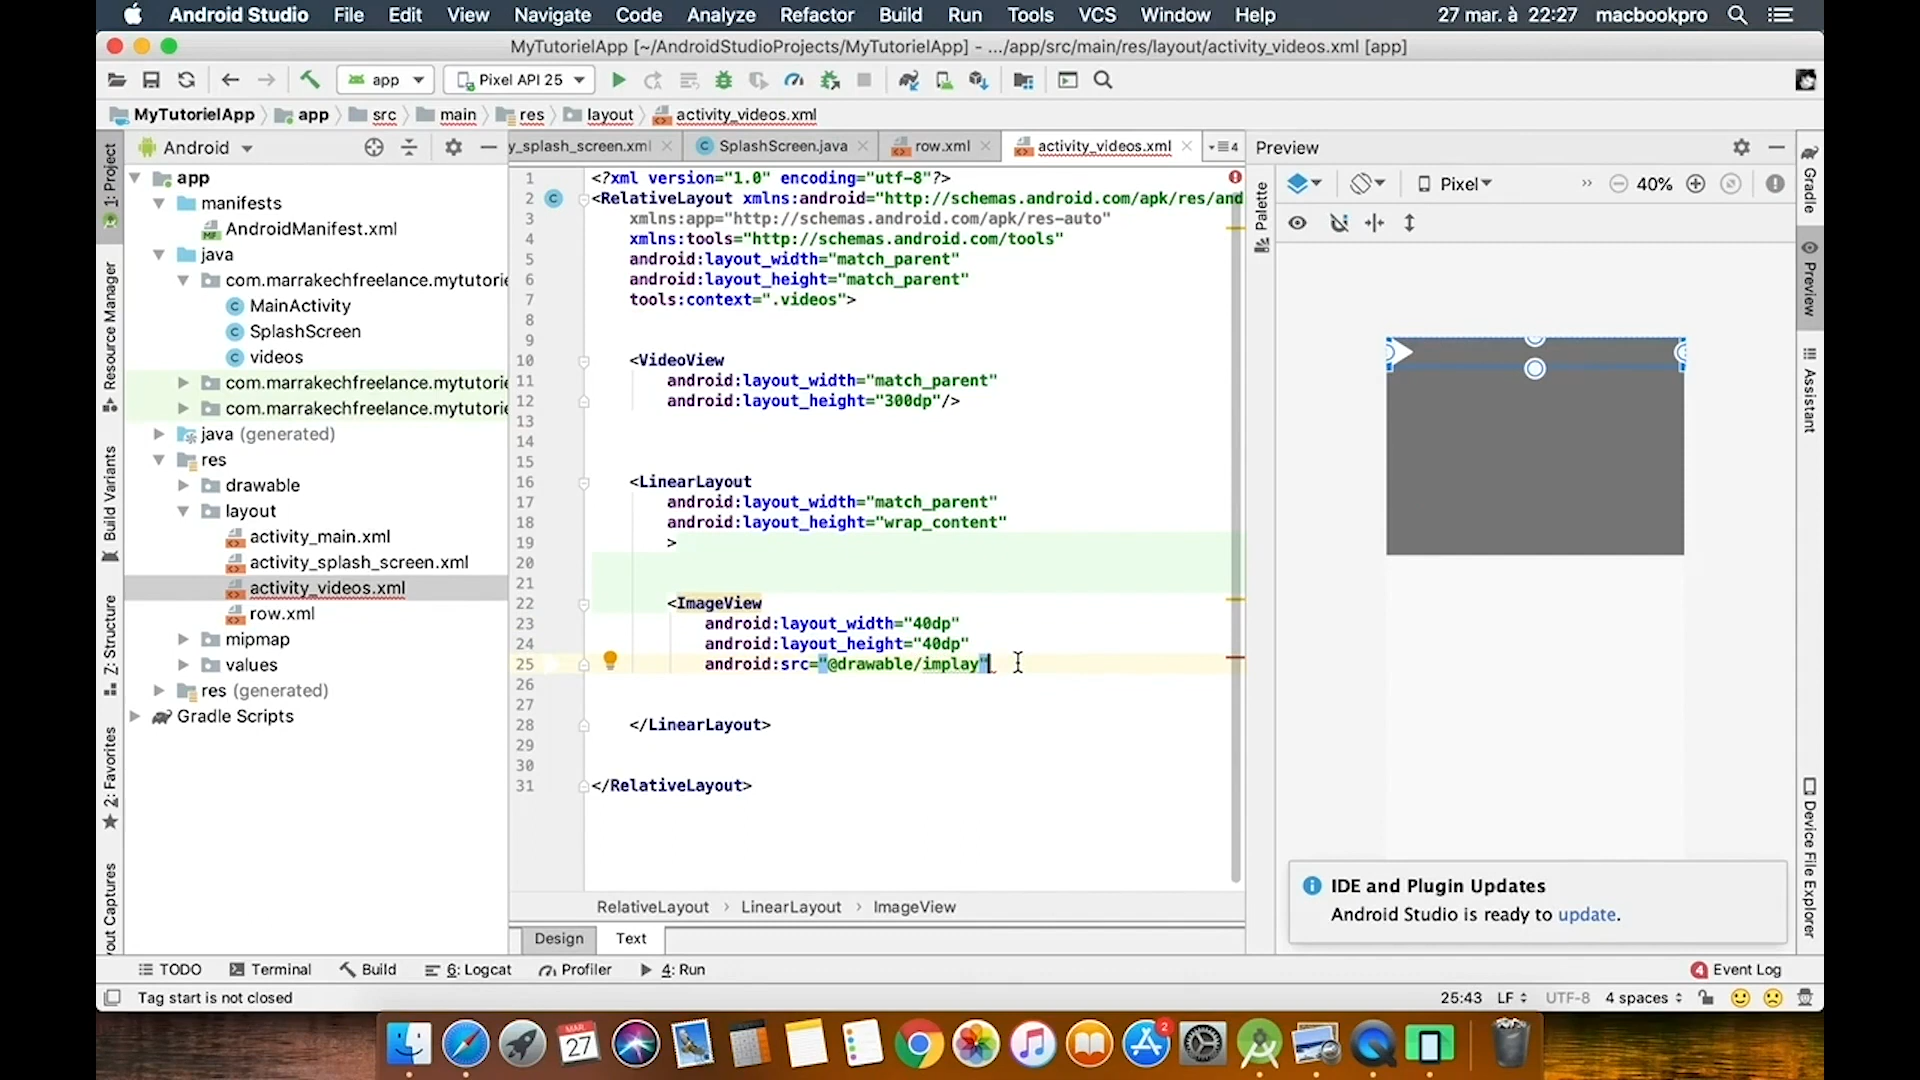 Android Studio File Edit View Navigate Code Analyze Refactor Build Run Tools VCS Window Help 27 mar. à 22:27 macbookpro
MyTutorielApp [~/AndroidStudioProjects/MyTutorielApp] - .../app/src/main/res/layout/activity_videos.xml [app]
app Pixel API 25
MyTutorielApp app src main res layout activity_videos.xml
Android
y_splash_screen.xml SplashScreen.java row.xml activity_videos.xml 4
Preview
1: Project
Resource Manager
Build Variants
Z: Structure
2: Favorites
out Captures
app
manifests
AndroidManifest.xml
java
com.marrakechfreelance.mytutorie
MainActivity
SplashScreen
videos
com.marrakechfreelance.mytutorie
com.marrakechfreelance.mytutorie
java (generated)
res
drawable
layout
activity_main.xml
activity_splash_screen.xml
activity_videos.xml
row.xml
mipmap
values
res (generated)
Gradle Scripts
1 <?xml version="1.0" encoding="utf-8"?>
2 <RelativeLayout xmlns:android="http://schemas.android.com/apk/res/and
3 xmlns:app="http://schemas.android.com/apk/res-auto"
4 xmlns:tools="http://schemas.android.com/tools"
5 android:layout_width="match_parent"
6 android:layout_height="match_parent"
7 tools:context=".videos">
8
9
10 <VideoView
11 android:layout_width="match_parent"
12 android:layout_height="300dp"/>
13
14
15
16 <LinearLayout
17 android:layout_width="match_parent"
18 android:layout_height="wrap_content"
19 >
20
21
22 <ImageView
23 android:layout_width="40dp"
24 android:layout_height="40dp"
25 android:src="@drawable/implay"
26
27
28 </LinearLayout>
29
30
31 </RelativeLayout>
RelativeLayout › LinearLayout › ImageView
Design Text
Palette
Pixel 40%
Gradle
Preview
Assistant
Device File Explorer
IDE and Plugin Updates
Android Studio is ready to update.
TODO Terminal Build 6: Logcat Profiler 4: Run 4 Event Log
Tag start is not closed 25:43 LF UTF-8 4 spaces
MAR.
27
2